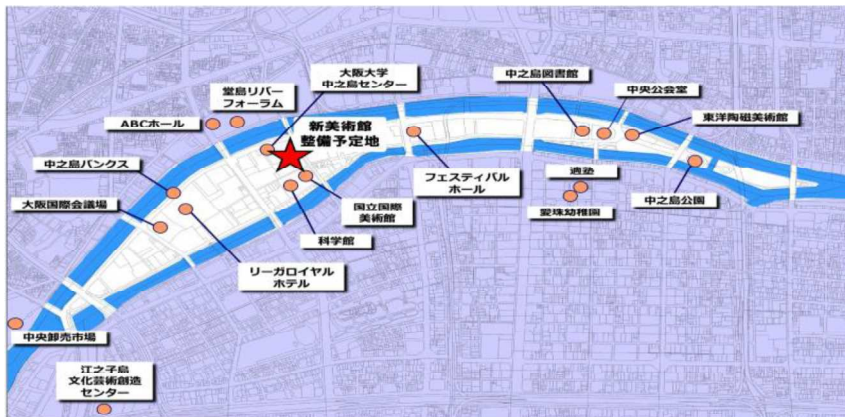 大阪大学
中之島センター
中之島図書館
中央公会堂
堂島リバー
フォーラム
ABCホール
新美術館
整備予定地
東洋陶磁美術館
中之島バンクス
フェスティバル
ホール
適塾
愛珠幼稚園
中之島公園
大阪国際会議場
国立国際
美術館
科学館
リーガロイヤル
ホテル
中央卸売市場
江之子島
文化芸術創造
センター